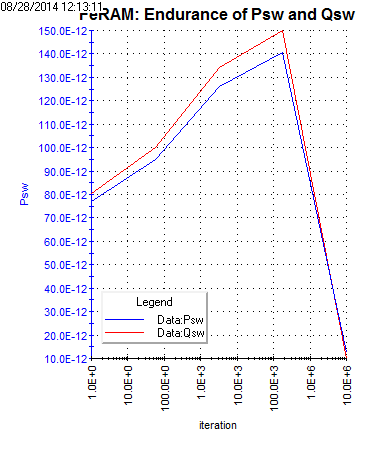 08/28/2014 12:13:11
FeRAM: Endurance of Psw and Qsw
150.0E-12
140.0E-12
130.0E-12
120.0E-12
110.0E-12
100.0E-12
90.0E-12
80.0E-12
70.0E-12
60.0E-12
50.0E-12
40.0E-12
30.0E-12
20.0E-12
10.0E-12
Psw
Legend
Data:Psw
Data:Qsw
1.0E+0
10.0E+0
100.0E+0
1.0E+3
10.0E+3
100.0E+3
1.0E+6
10.0E+6
iteration